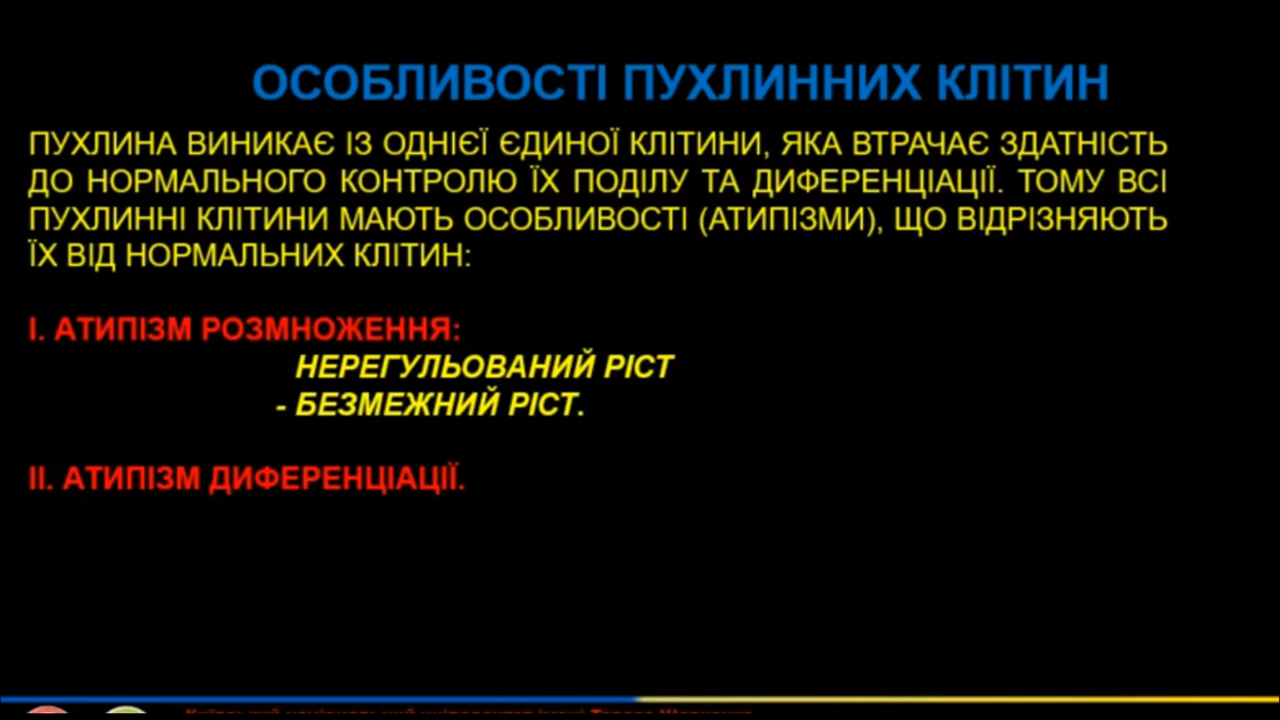 ОСОБЛИВОСТІ ПУХЛИННИХ КЛІТИН
ПУХЛИНА ВИНИКАЄ ІЗ ОДНІЄЇ ЄДИНОЇ КЛІТИНИ, ЯКА ВТРАЧАЄ ЗДАТНІСТЬ
ДО НОРМАЛЬНОГО КОНТРОЛЮ ЇХ ПОДІЛУ ТА ДИФЕРЕНЦІАЦІЇ. ТОМУ ВСІ
ПУХЛИННІ КЛІТИНИ МАЮТЬ ОСОБЛИВОСТІ (АТИПІЗМИ), ЩО ВІДРІЗНЯЮТЬ
ЇХ ВІД НОРМАЛЬНИХ КЛІТИН:
І. АТИПІЗМ РОЗМНОЖЕННЯ:
НЕРЕГУЛЬОВАНИЙ РІСТ
- БЕЗМЕЖНИЙ РІСТ.
ІІ. АТИПІЗМ ДИФЕРЕНЦІАЦІЇ.